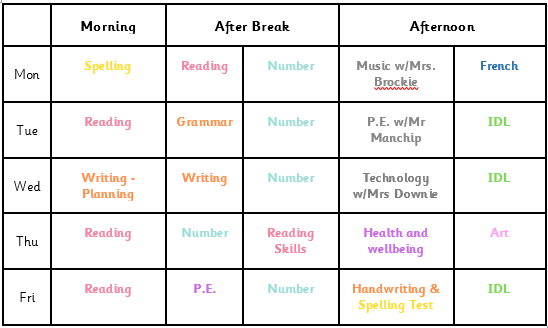 Morning After Break Afternoon
Mon Spelling Reading Number Music w/Mrs. French
Brockie
Tue Reading Grammar Number P.E. w/Mr IDL
Manchip
Wed Writing - Writing Number Technology IDL
Planning w/Mrs Downie
Thu Reading Number Reading Health and Art
Skills wellbeing
Fri Reading P.E. Number Handwriting & IDL
Spelling Test